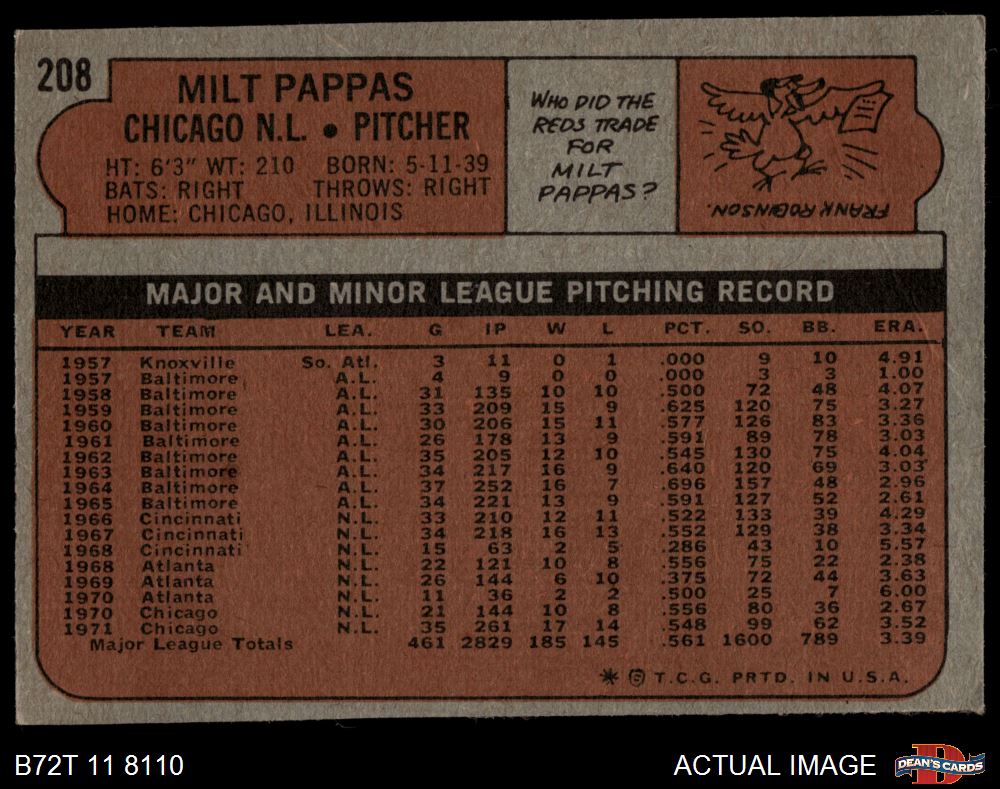 208
MILT PAPPAS
CHICAGO N.L. • PITCHER
HT: 6'3" WT: 210 BORN: 5-11-39
BATS: RIGHT THROWS: RIGHT
HOME: CHICAGO, ILLINOIS
WHO DID THE
REDS TRADE
FOR
MILT
PAPPAS?
FRANK ROBINSON.
MAJOR AND MINOR LEAGUE PITCHING RECORD
YEAR TEAM LEA. G IP W L PCT. SO. BB. ERA.
1957 Knoxville So. Atl. 3 11 0 1 .000 9 10 4.91
1957 Baltimore A.L. 4 9 0 0 .000 3 3 1.00
1958 Baltimore A.L. 31 135 10 10 .500 72 48 4.07
1959 Baltimore A.L. 33 209 15 9 .625 120 75 3.27
1960 Baltimore A.L. 30 206 15 11 .577 126 83 3.36
1961 Baltimore A.L. 26 178 13 9 .591 89 78 3.03
1962 Baltimore A.L. 35 205 12 10 .545 130 75 4.04
1963 Baltimore A.L. 34 217 16 9 .640 120 69 3.03
1964 Baltimore A.L. 37 252 16 7 .696 157 48 2.96
1965 Baltimore A.L. 34 221 13 9 .591 127 52 2.61
1966 Cincinnati N.L. 33 210 12 11 .522 133 39 4.29
1967 Cincinnati N.L. 34 218 16 13 .552 129 38 3.34
1968 Cincinnati N.L. 15 63 2 5 .286 43 10 5.57
1968 Atlanta N.L. 22 121 10 8 .556 75 22 2.38
1969 Atlanta N.L. 26 144 6 10 .375 72 44 3.63
1970 Atlanta N.L. 11 36 2 2 .500 25 7 6.00
1970 Chicago N.L. 21 144 10 8 .556 80 36 2.67
1971 Chicago N.L. 35 261 17 14 .548 99 62 3.52
Major League Totals 461 2829 185 145 .561 1600 789 3.39
* © T.C.G. PRTD. IN U.S.A.
B72T 11 8110
ACTUAL IMAGE
DEAN'S CARDS